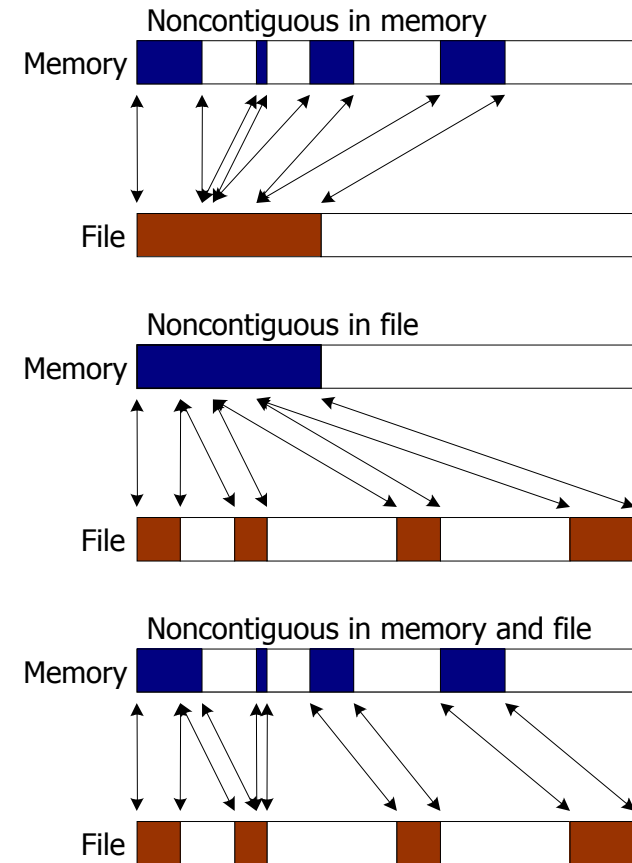 Noncontiguous in memory
Memory
File
Noncontiguous in file
Memory
File
Noncontiguous in memory and file
Memory
File